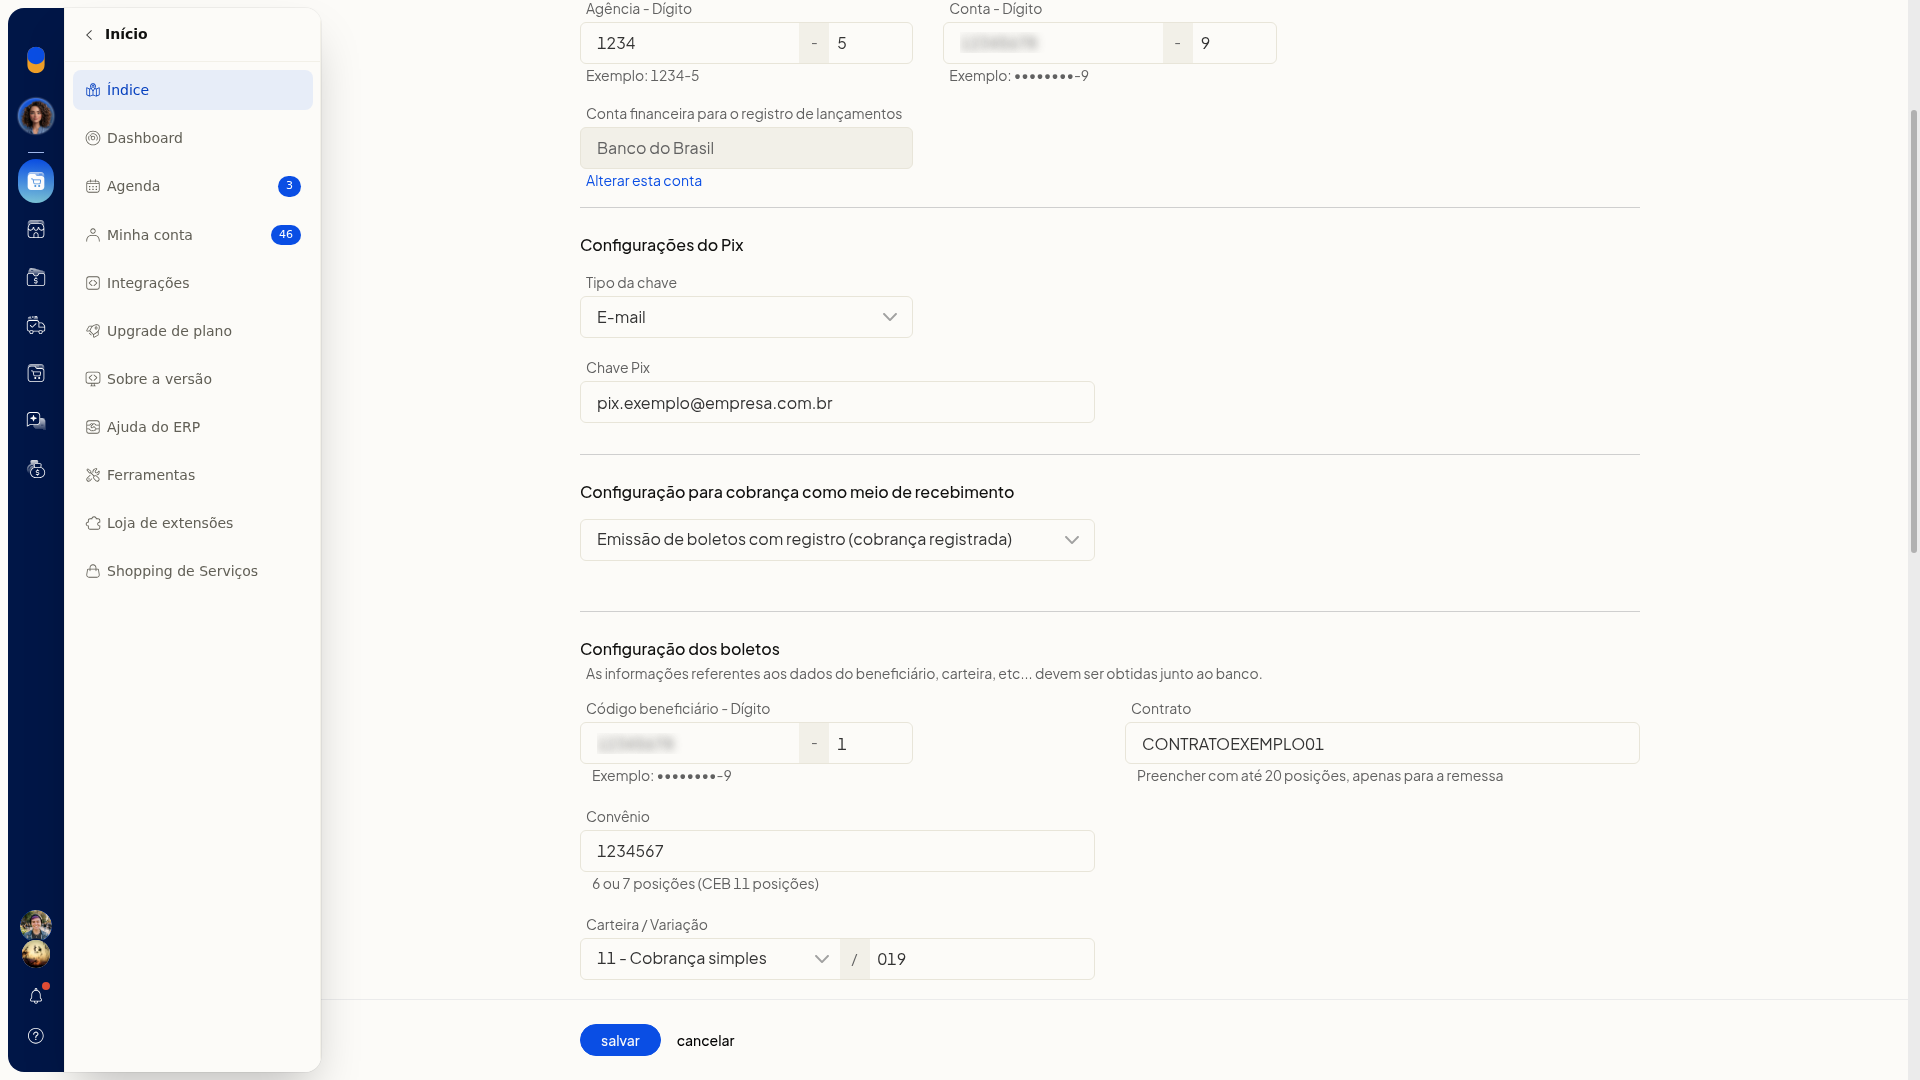 Início
Índice
Dashboard
Agenda
3
Minha conta
46
Integrações
Upgrade de plano
Sobre a versão
Ajuda do ERP
Ferramentas
Loja de extensões
Shopping de Serviços
Agência - Dígito
1234 - 5
Exemplo: 1234-5
Conta - Dígito
- 9
Exemplo: ••••••••-9
Conta financeira para o registro de lançamentos
Banco do Brasil
Alterar esta conta
Configurações do Pix
Tipo da chave
E-mail
Chave Pix
pix.exemplo@empresa.com.br
Configuração para cobrança como meio de recebimento
Emissão de boletos com registro (cobrança registrada)
Configuração dos boletos
As informações referentes aos dados do beneficiário, carteira, etc... devem ser obtidas junto ao banco.
Código beneficiário - Dígito
- 1
Exemplo: ••••••••-9
Contrato
CONTRATOEXEMPLO01
Preencher com até 20 posições, apenas para a remessa
Convênio
1234567
6 ou 7 posições (CEB 11 posições)
Carteira / Variação
11 - Cobrança simples / 019
salvar
cancelar